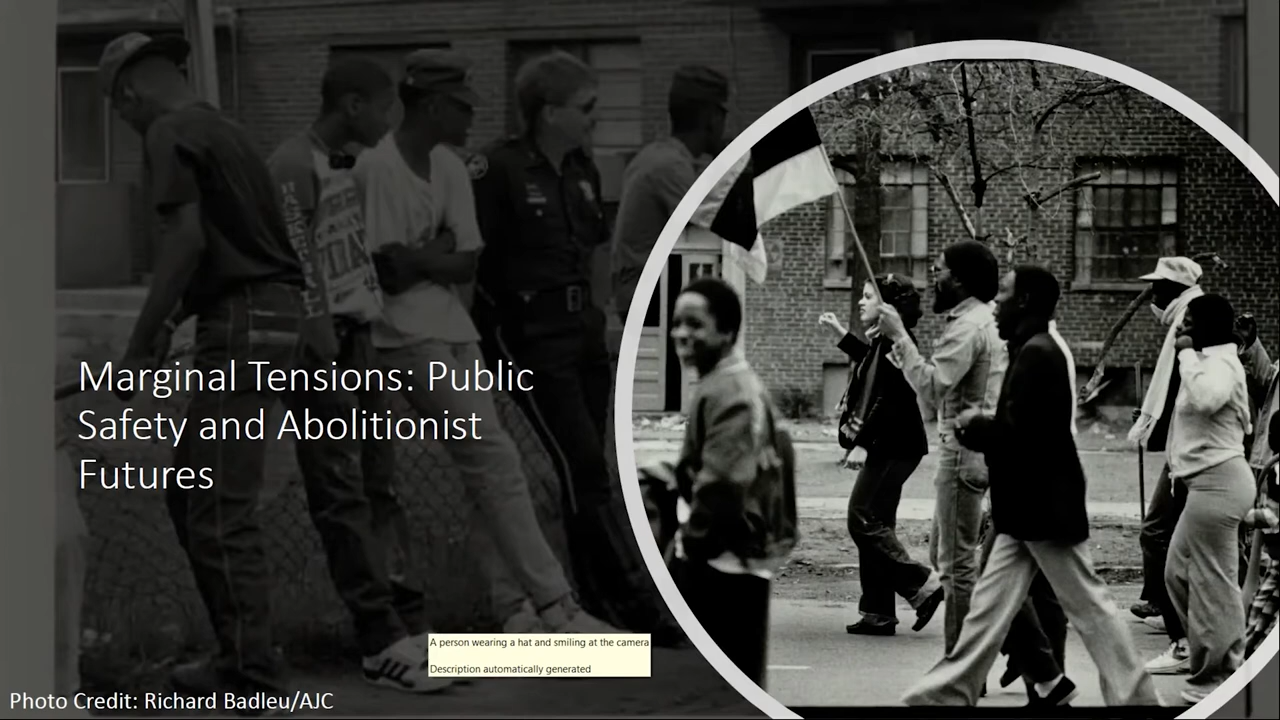 Marginal Tensions: Public
Safety and Abolitionist
Futures
A person wearing a hat and smiling at the camera
Description automatically generated
Photo Credit: Richard Badleu/AJC